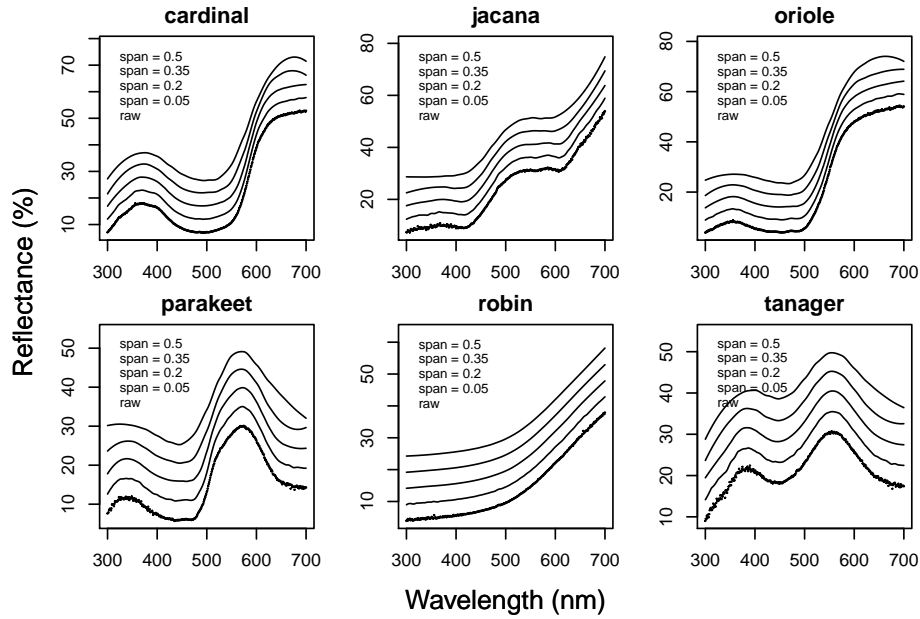 cardinal
jacana
oriole
span = 0.5
span = 0.35
span = 0.2
span = 0.05
raw
10 30 50 70
300 400 500 600 700
span = 0.5
span = 0.35
span = 0.2
span = 0.05
raw
20 40 60 80
300 400 500 600 700
span = 0.5
span = 0.35
span = 0.2
span = 0.05
raw
20 40 60 80
300 400 500 600 700
Reflectance (%)
parakeet
robin
tanager
span = 0.5
span = 0.35
span = 0.2
span = 0.05
raw
10 20 30 40 50
300 400 500 600 700
span = 0.5
span = 0.35
span = 0.2
span = 0.05
raw
10 30 50
300 400 500 600 700
span = 0.5
span = 0.35
span = 0.2
span = 0.05
raw
10 20 30 40 50
300 400 500 600 700
Wavelength (nm)